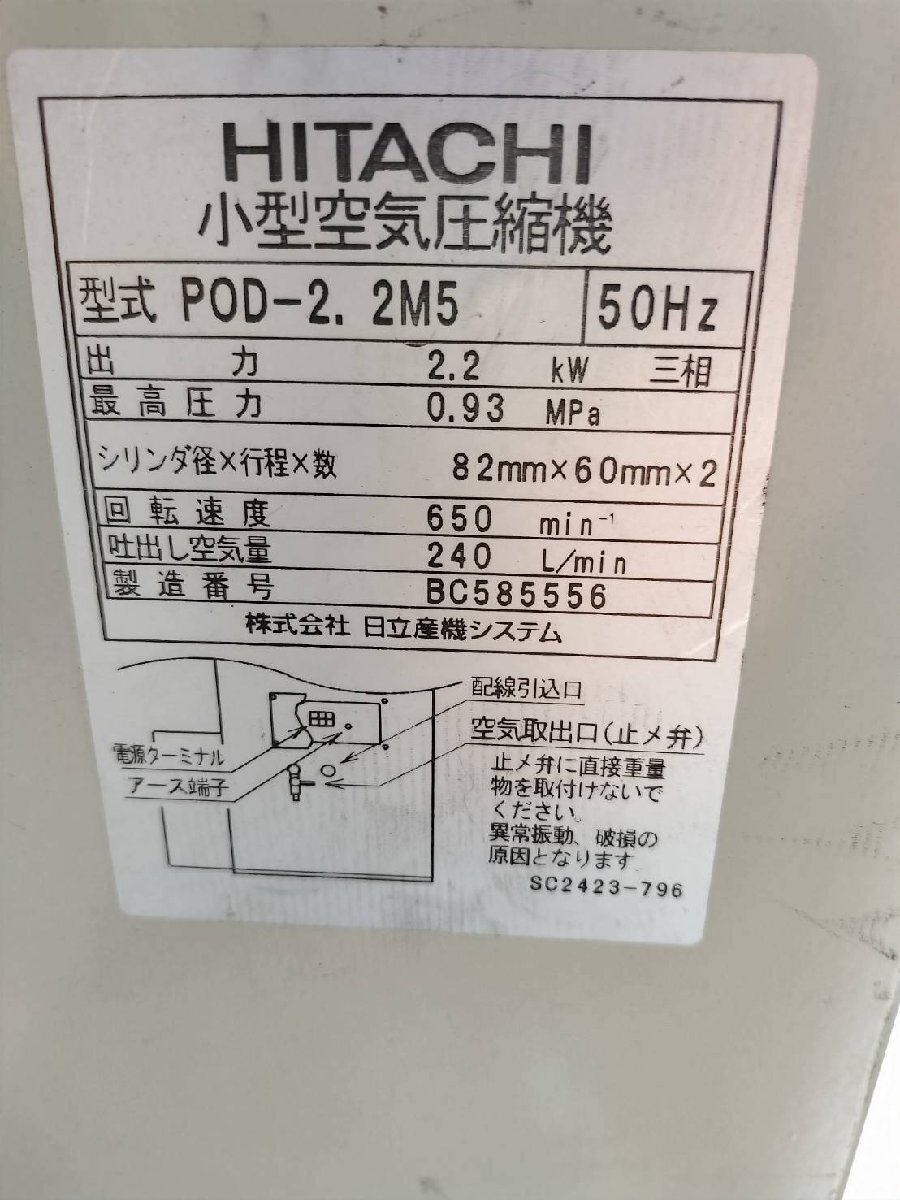 HITACHI
小型空気圧縮機
型式 POD-2.2M5 50Hz
出力 2.2 kW 三相
最高圧力 0.93 MPa
シリンダ径×行程×数 82mm×60mm×2
回転速度 650 min⁻¹
吐出し空気量 240 L/min
製造番号 BC585556
株式会社 日立産機システム
配線引込口
空気取出口(止メ弁)
電源ターミナル
アース端子
止メ弁に直接重量
物を取付けないで
ください。
異常振動、破損の
原因となります。
SC2423-796